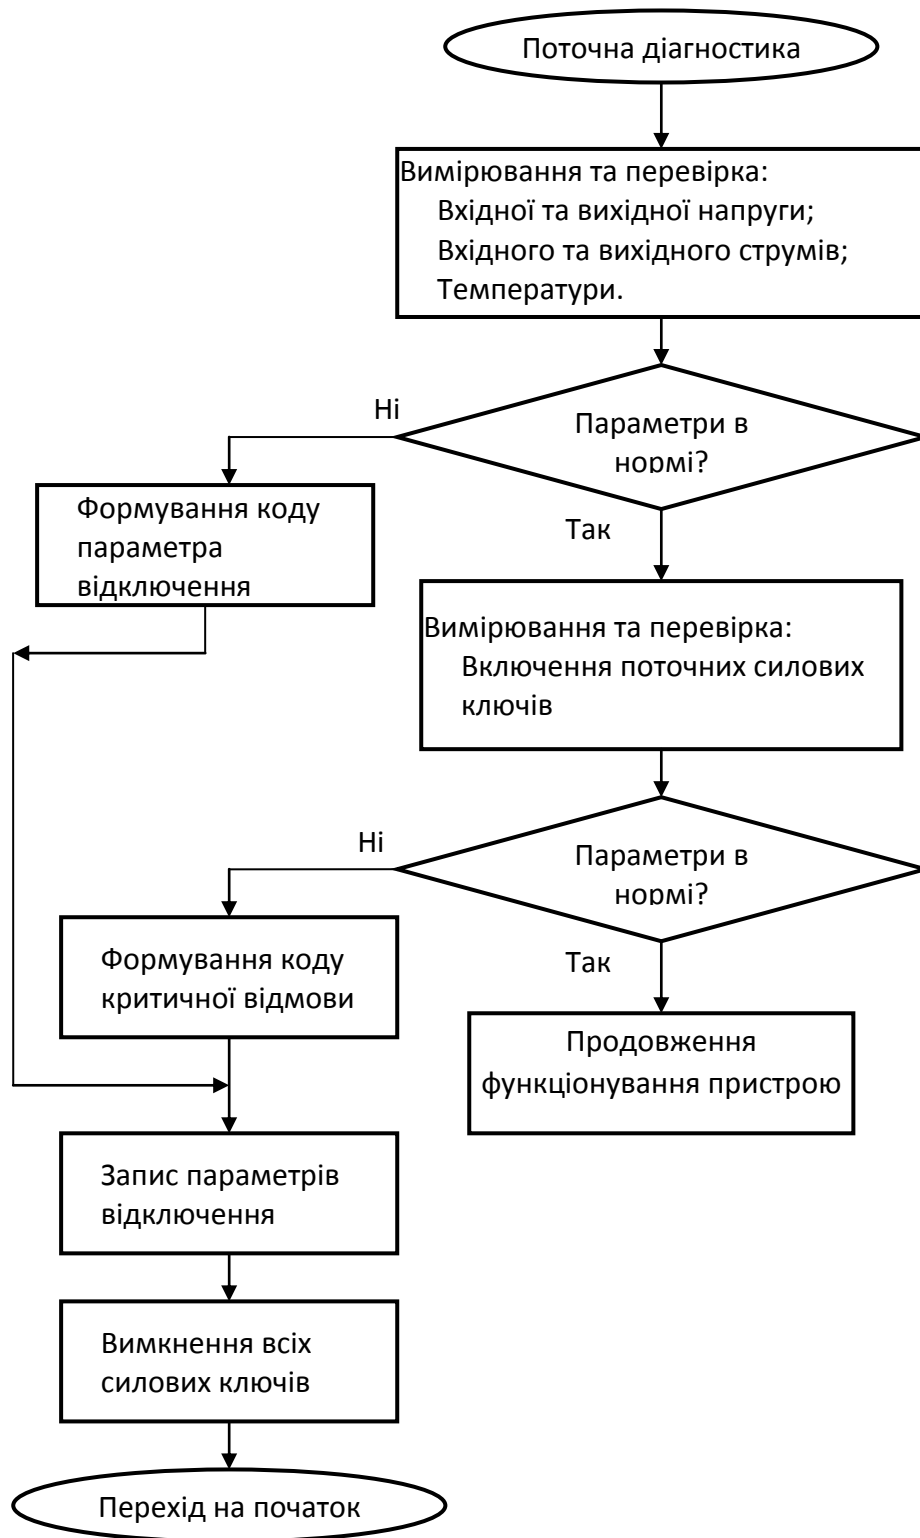 Поточна діагностика
Вимірювання та перевірка:
Вхідної та вихідної напруги;
Вхідного та вихідного струмів;
Температури.
Ні
Параметри в
нормі?
Формування коду
параметра
відключення
Так
Вимірювання та перевірка:
Включення поточних силових
ключів
Ні
Параметри в
нормі?
Формування коду
критичної відмови
Так
Продовження
функціонування пристрою
Запис параметрів
відключення
Вимкнення всіх
силових ключів
Перехід на початок